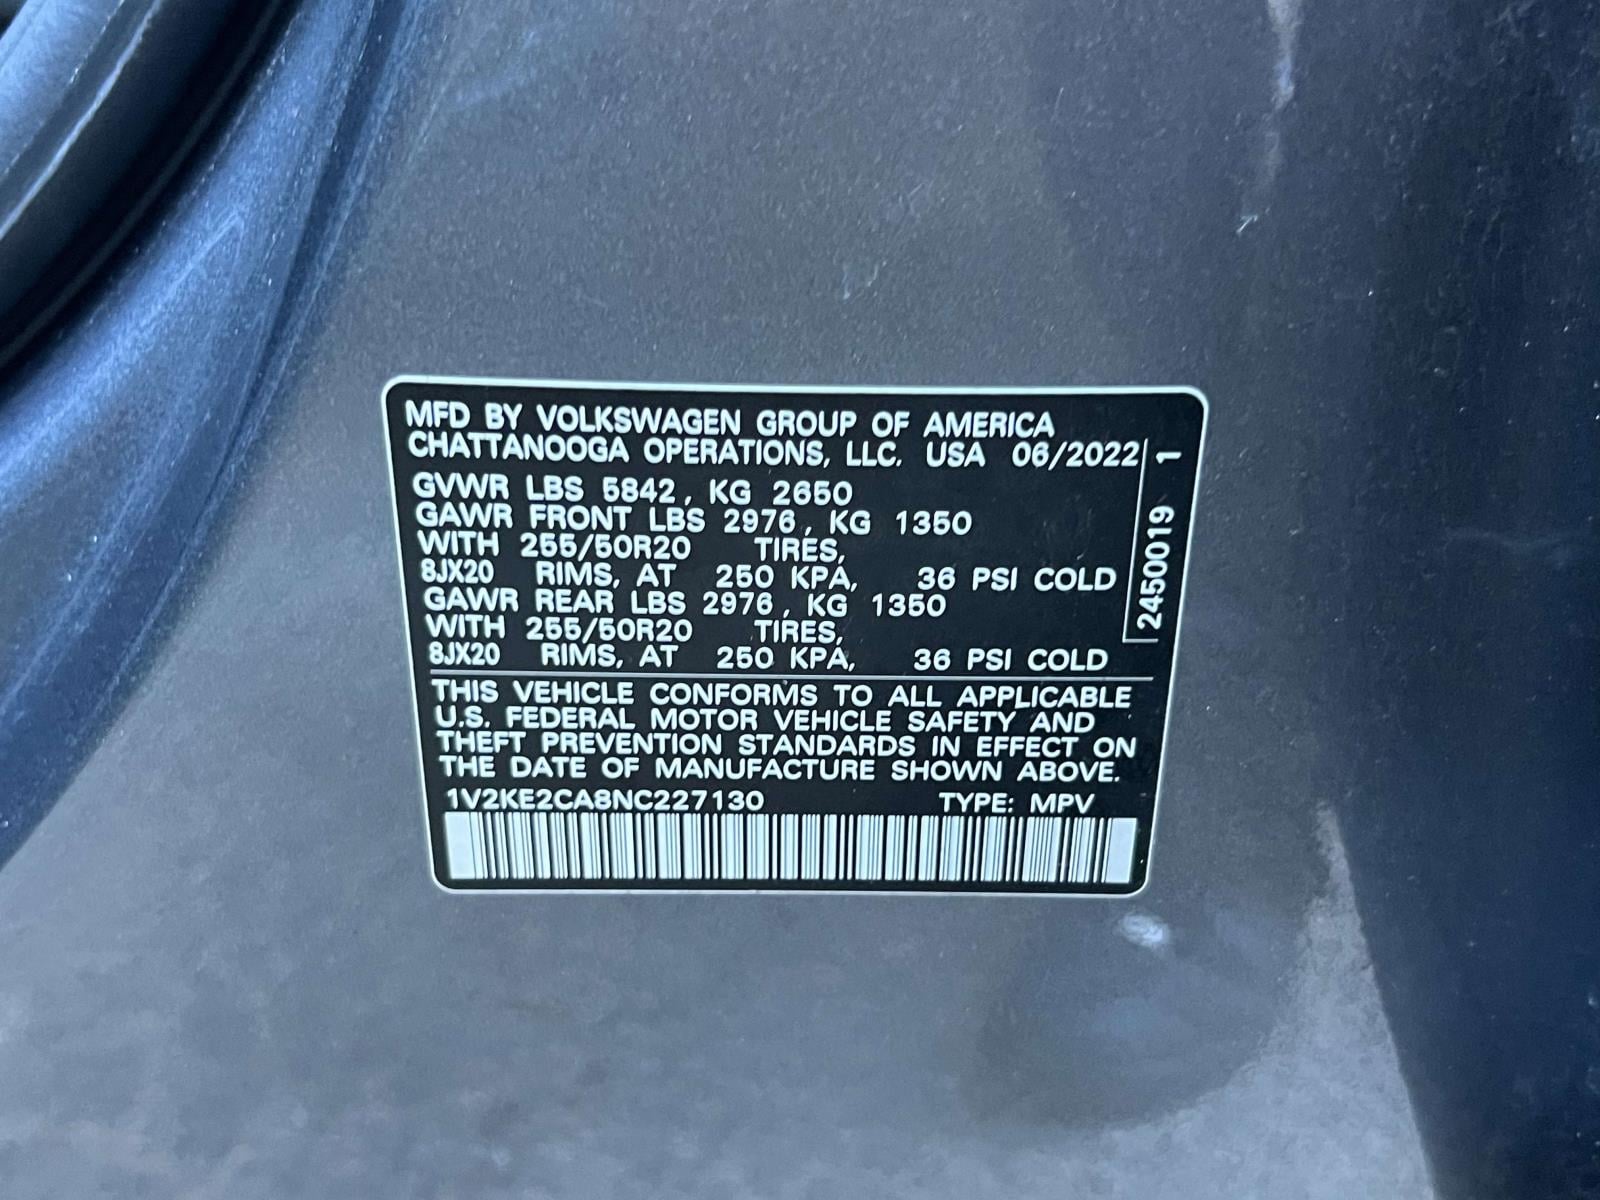 MFD BY VOLKSWAGEN GROUP OF AMERICA
CHATTANOOGA OPERATIONS, LLC. USA 06/2022
GVWR LBS 5842, KG 2650
GAWR FRONT LBS 2976, KG 1350
WITH 255/50R20 TIRES,
8JX20 RIMS, AT 250 KPA, 36 PSI COLD
GAWR REAR LBS 2976, KG 1350
WITH 255/50R20 TIRES,
8JX20 RIMS, AT 250 KPA, 36 PSI COLD
2450019 1
THIS VEHICLE CONFORMS TO ALL APPLICABLE
U.S. FEDERAL MOTOR VEHICLE SAFETY AND
THEFT PREVENTION STANDARDS IN EFFECT ON
THE DATE OF MANUFACTURE SHOWN ABOVE.
1V2KE2CA8NC227130 TYPE: MPV